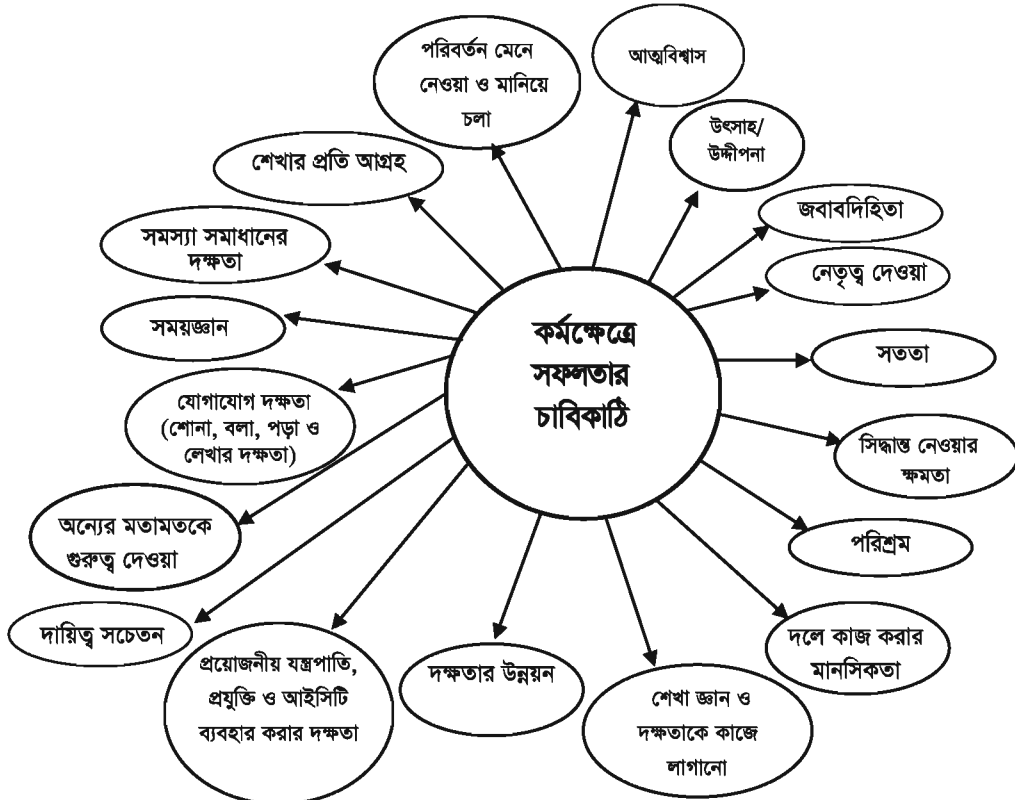 পরিবর্তন মেনে
নেওয়া ও মানিয়ে
চলা
আত্মবিশ্বাস
উৎসাহ/
উদ্দীপনা
শেখার প্রতি আগ্রহ
জবাবদিহিতা
সমস্যা সমাধানের
দক্ষতা
নেতৃত্ব দেওয়া
সময়জ্ঞান
কর্মক্ষেত্রে
সফলতার
চাবিকাঠি
সততা
যোগাযোগ দক্ষতা
(শোনা, বলা, পড়া ও
লেখার দক্ষতা)
সিদ্ধান্ত নেওয়ার
ক্ষমতা
অন্যের মতামতকে
গুরুত্ব দেওয়া
পরিশ্রম
দায়িত্ব সচেতন
দলে কাজ করার
মানসিকতা
প্রয়োজনীয় যন্ত্রপাতি,
প্রযুক্তি ও আইসিটি
ব্যবহার করার দক্ষতা
দক্ষতার উন্নয়ন
শেখা জ্ঞান ও
দক্ষতাকে কাজে
লাগানো